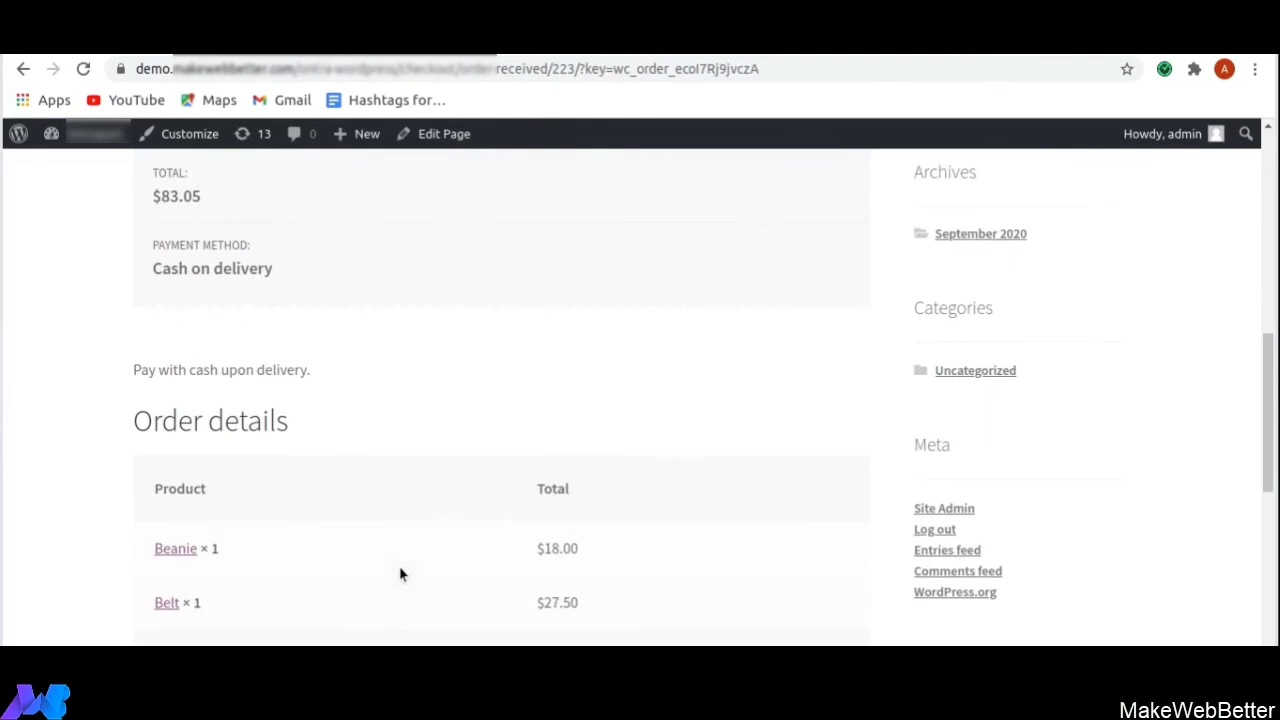 demo. received/223/?key=wc_order_ecoI7Rj9jvczA
A
Apps YouTube Maps Gmail Hashtags for...
Customize 13 0 New Edit Page Howdy, admin
TOTAL:
$83.05
PAYMENT METHOD:
Cash on delivery
Pay with cash upon delivery.
Order details
Product Total
Beanie × 1 $18.00
Belt × 1 $27.50
Archives
September 2020
Categories
Uncategorized
Meta
Site Admin
Log out
Entries feed
Comments feed
WordPress.org
MakeWebBetter